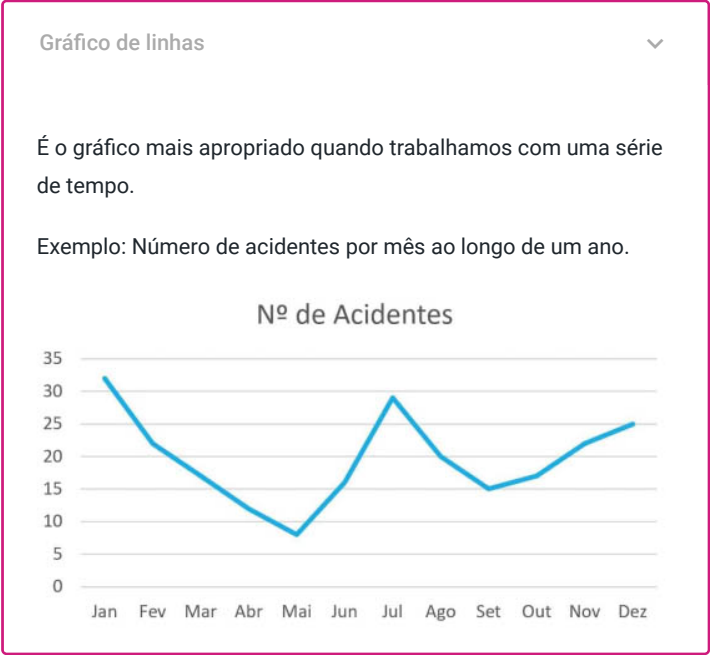 Gráfico de linhas
É o gráfico mais apropriado quando trabalhamos com uma série
de tempo.
Exemplo: Número de acidentes por mês ao longo de um ano.
Nº de Acidentes
35
30
25
20
15
10
5
0
Jan Fev Mar Abr Mai Jun Jul Ago Set Out Nov Dez